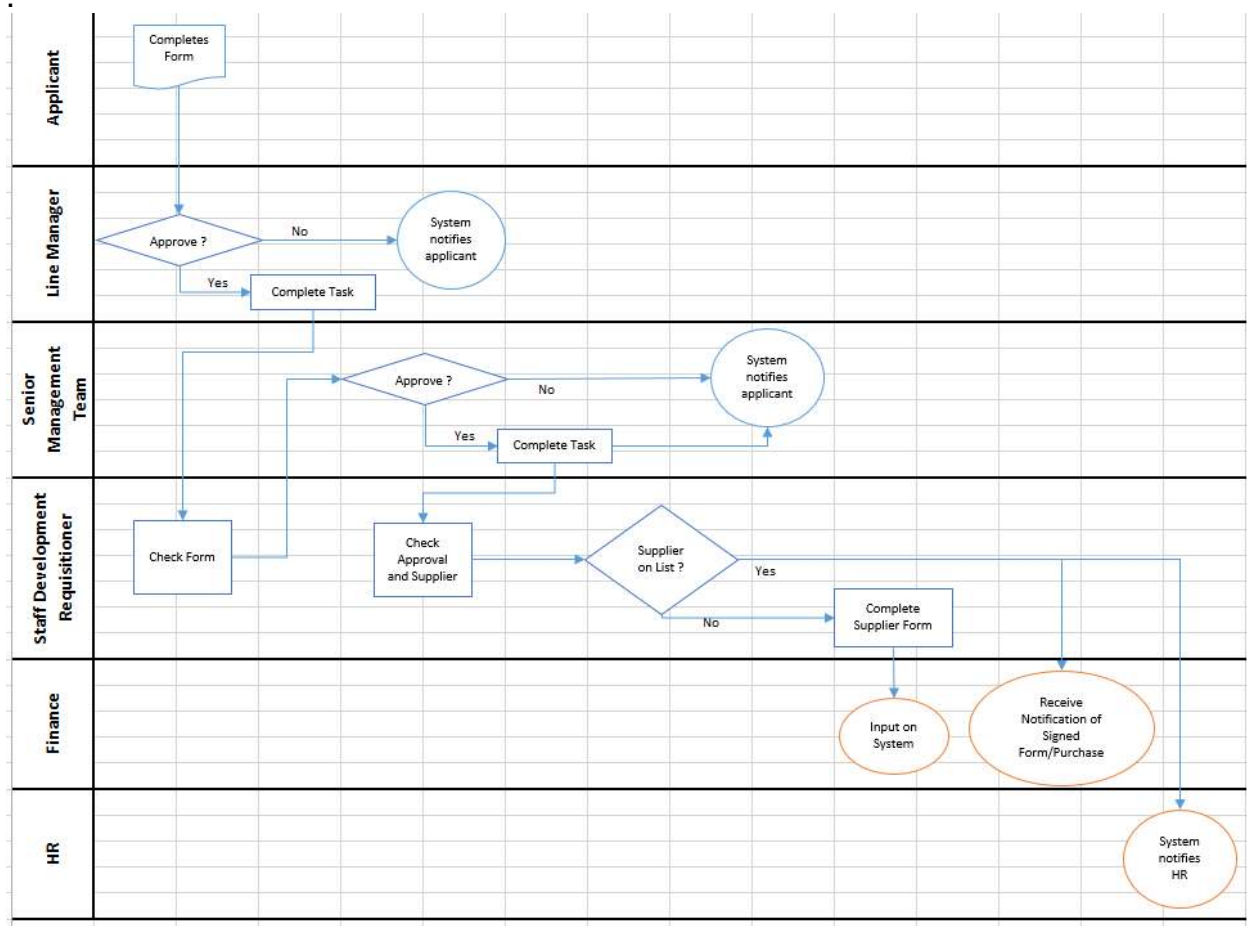 Applicant
Completes
Form
Line Manager
Approve ?
No
System
notifies
applicant
Yes
Complete Task
Senior
Management
Team
Approve ?
No
System
notifies
applicant
Yes
Complete Task
Staff Development
Requisitioner
Check Form
Check
Approval
and Supplier
Supplier
on List ?
Yes
No
Complete
Supplier Form
Finance
Input on
System
Receive
Notification of
Signed
Form/Purchase
HR
System
notifies
HR